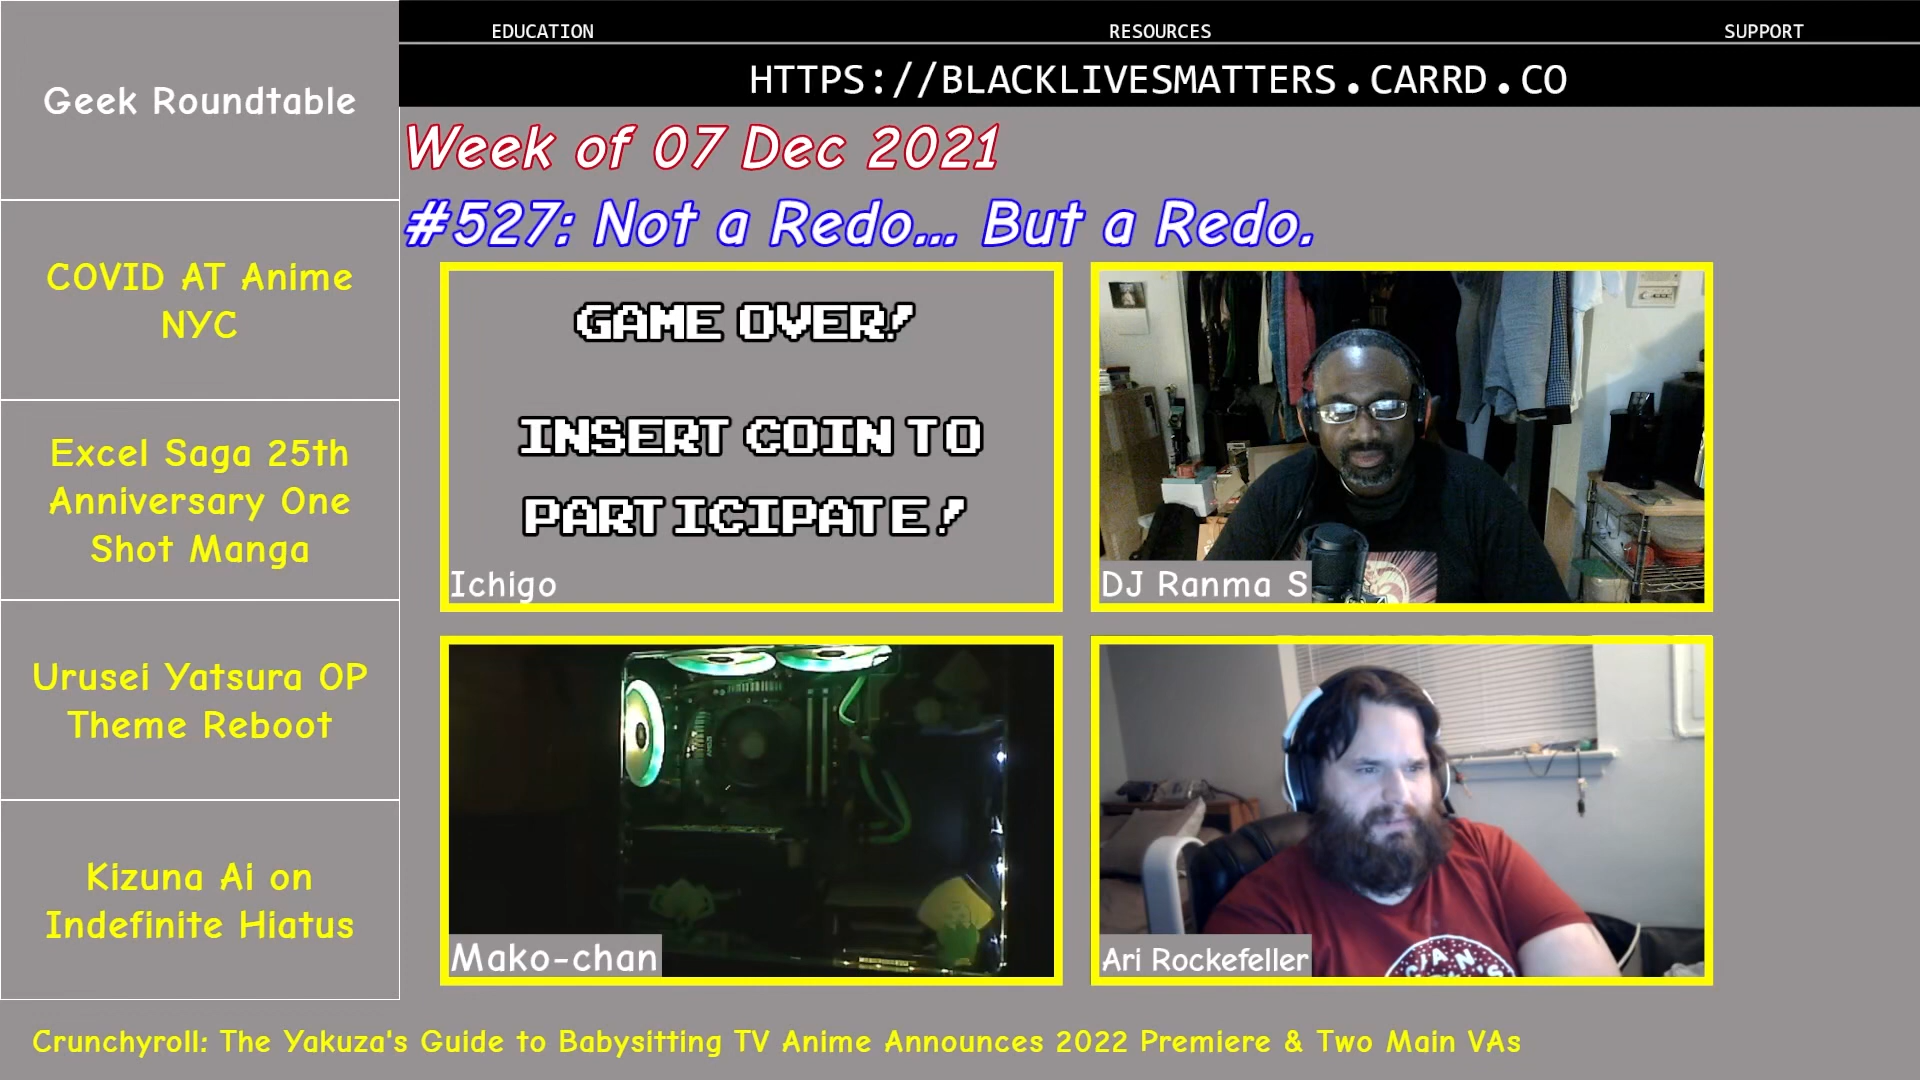 EDUCATION
RESOURCES
SUPPORT
HTTPS://BLACKLIVESMATTERS.CARRD.CO
Geek Roundtable
COVID AT Anime
NYC
Excel Saga 25th
Anniversary One
Shot Manga
Urusei Yatsura OP
Theme Reboot
Kizuna Ai on
Indefinite Hiatus
Week of 07 Dec 2021
#527: Not a Redo... But a Redo.
GAME OVER!
INSERT COIN TO
PARTICIPATE!
Ichigo
DJ Ranma S
Mako-chan
Ari Rockefeller
Crunchyroll: The Yakuza's Guide to Babysitting TV Anime Announces 2022 Premiere & Two Main VAs